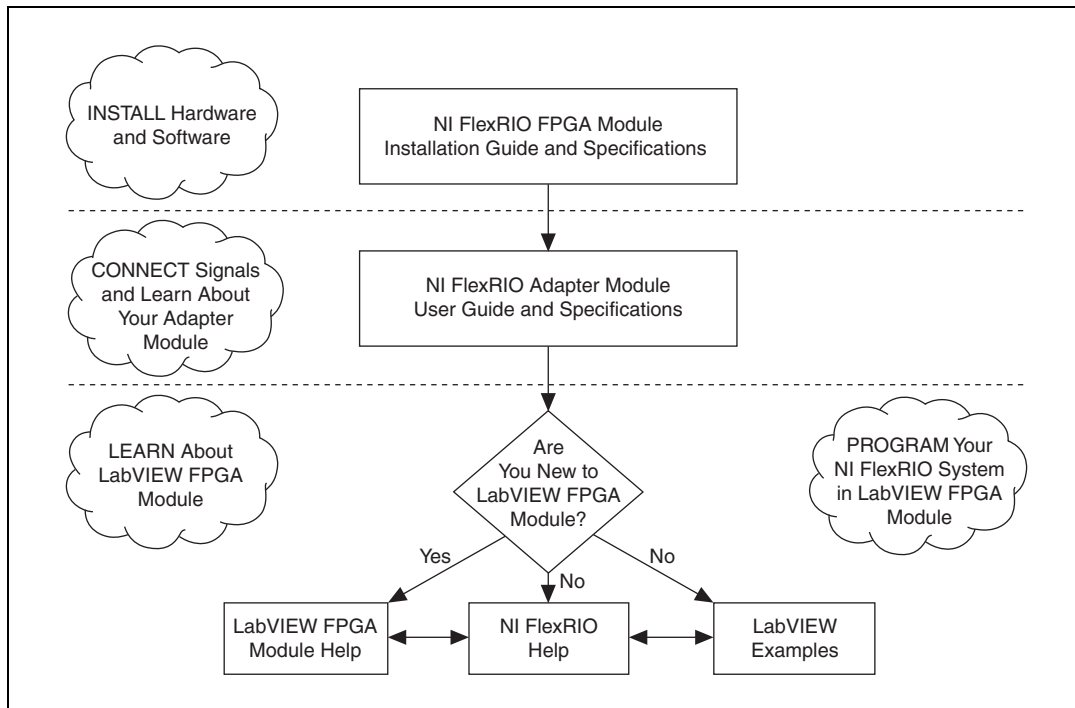 INSTALL Hardware
and Software
NI FlexRIO FPGA Module
Installation Guide and Specifications
CONNECT Signals
and Learn About
Your Adapter
Module
NI FlexRIO Adapter Module
User Guide and Specifications
LEARN About
LabVIEW FPGA
Module
Are
You New to
LabVIEW FPGA
Module?
PROGRAM Your
NI FlexRIO System
in LabVIEW FPGA
Module
Yes
No
No
LabVIEW FPGA
Module Help
NI FlexRIO
Help
LabVIEW
Examples